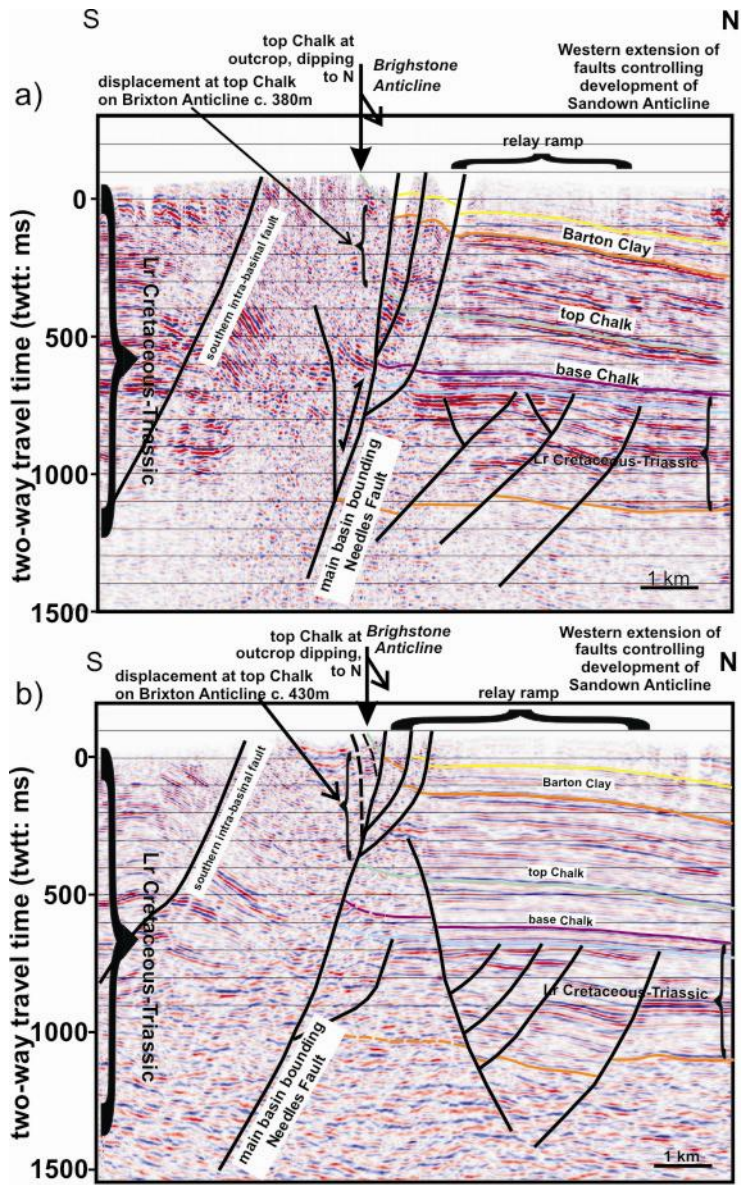 S
N
top Chalk at
outcrop, dipping
to N
Brighstone
Anticline
Western extension of
faults controlling
development of
Sandown Anticline
a)
displacement at top Chalk
on Brixton Anticline c. 380m
relay ramp
two-way travel time (twtt: ms)
0
500
1000
1500
Lr Cretaceous-Triassic
southern intra-basinal fault
Barton Clay
top Chalk
base Chalk
Lr Cretaceous-Triassic
main basin bounding
Needles Fault
1 km
S
N
top Chalk at
outcrop dipping,
to N
Brighstone
Anticline
Western extension of
faults controlling
development of
Sandown Anticline
b)
displacement at top Chalk
on Brixton Anticline c. 430m
relay ramp
two-way travel time (twtt: ms)
0
500
1000
1500
Lr Cretaceous-Triassic
southern intra-basinal fault
Barton Clay
top Chalk
base Chalk
Lr Cretaceous-Triassic
main basin bounding
Needles Fault
1 km